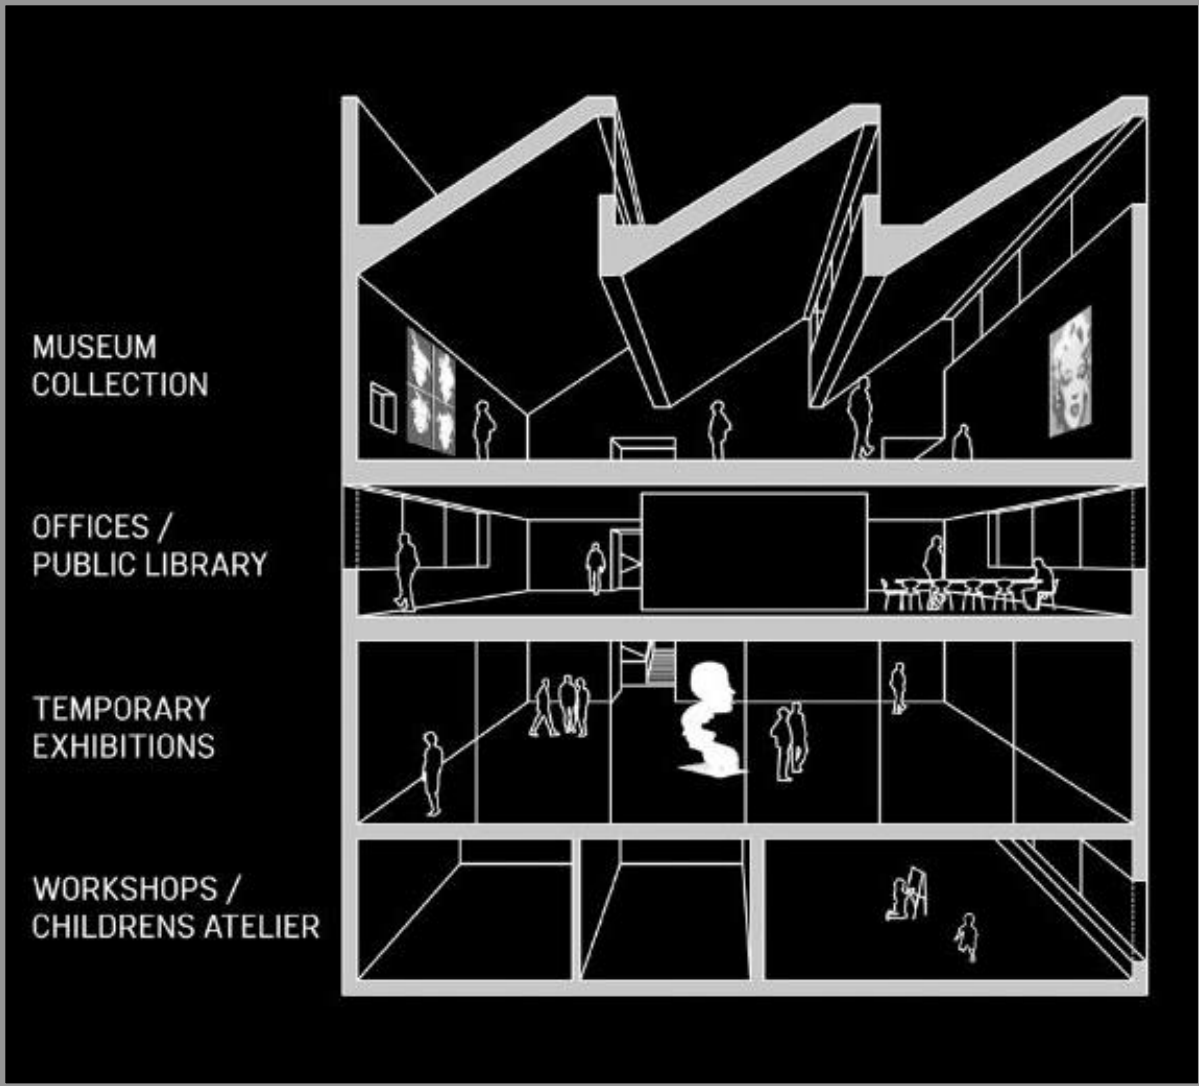 MUSEUM
COLLECTION
OFFICES /
PUBLIC LIBRARY
TEMPORARY
EXHIBITIONS
WORKSHOPS /
CHILDRENS ATELIER